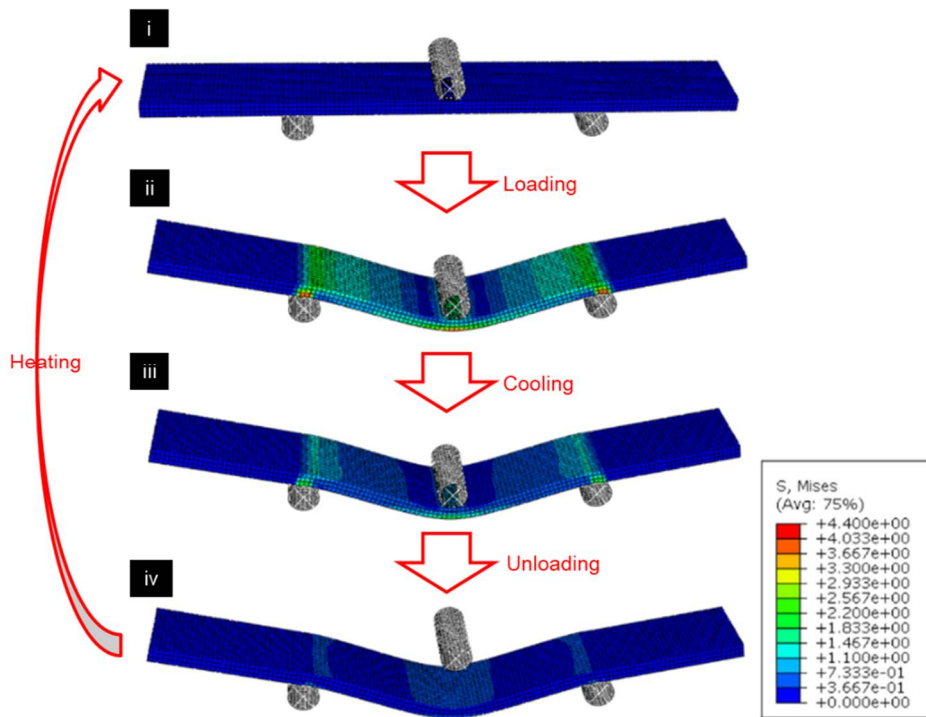 i
Loading
ii
Heating
iii
Cooling
Unloading
iv
S, Mises
(Avg: 75%)
+4.400e+00
+4.033e+00
+3.667e+00
+3.300e+00
+2.933e+00
+2.567e+00
+2.200e+00
+1.833e+00
+1.467e+00
+1.100e+00
+7.333e-01
+3.667e-01
+0.000e+00